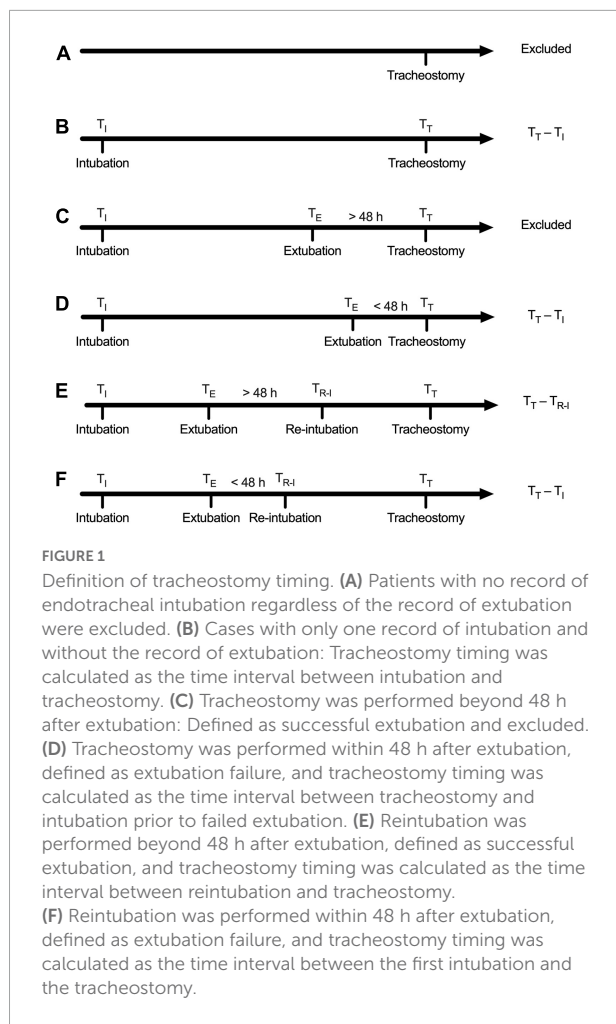 A
Excluded
Tracheostomy
B
T_I
T_T
T_T – T_I
Intubation
Tracheostomy
C
T_I
T_E
> 48 h
T_T
Excluded
Intubation
Extubation
Tracheostomy
D
T_I
T_E
< 48 h
T_T
T_T – T_I
Intubation
Extubation
Tracheostomy
E
T_I
T_E
> 48 h
T_R-I
T_T
T_T – T_R-I
Intubation
Extubation
Re-intubation
Tracheostomy
F
T_I
T_E
< 48 h
T_R-I
T_T
T_T – T_I
Intubation
Extubation
Re-intubation
Tracheostomy
FIGURE 1
Definition of tracheostomy timing. (A) Patients with no record of
endotracheal intubation regardless of the record of extubation
were excluded. (B) Cases with only one record of intubation and
without the record of extubation: Tracheostomy timing was
calculated as the time interval between intubation and
tracheostomy. (C) Tracheostomy was performed beyond 48 h
after extubation: Defined as successful extubation and excluded.
(D) Tracheostomy was performed within 48 h after extubation,
defined as extubation failure, and tracheostomy timing was
calculated as the time interval between tracheostomy and
intubation prior to failed extubation. (E) Reintubation was
performed beyond 48 h after extubation, defined as successful
extubation, and tracheostomy timing was calculated as the time
interval between reintubation and tracheostomy.
(F) Reintubation was performed within 48 h after extubation,
defined as extubation failure, and tracheostomy timing was
calculated as the time interval between the first intubation and
the tracheostomy.